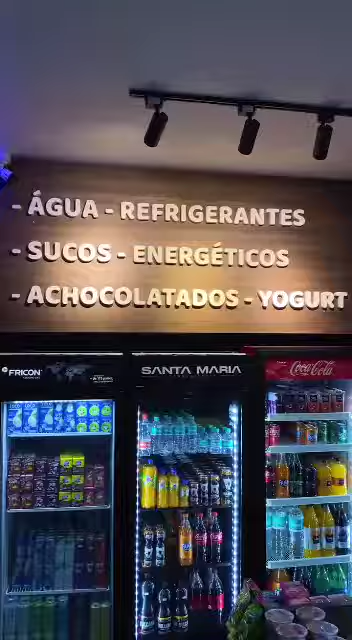 - ÁGUA - REFRIGERANTES
- SUCOS - ENERGÉTICOS
- ACHOCOLATADOS - YOGURT
FRICON
SANTA MARIA
Coca-Cola